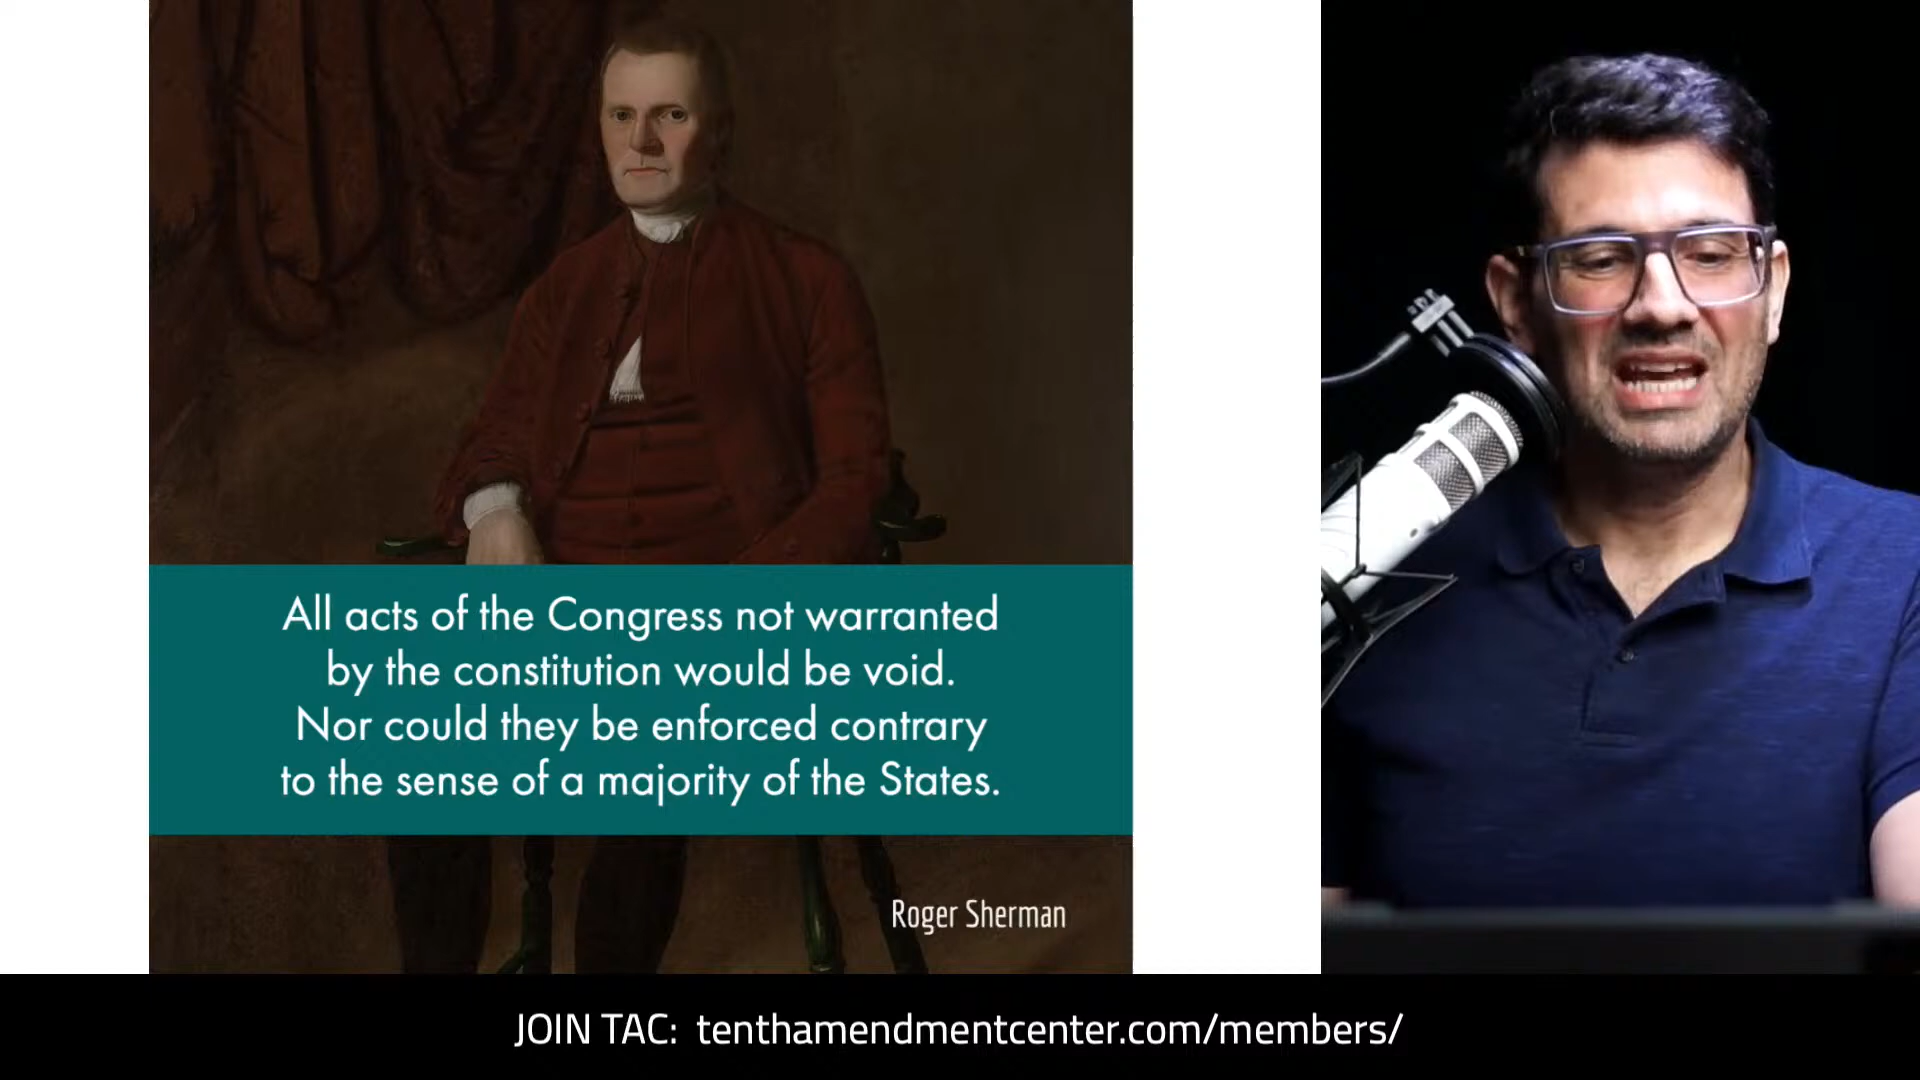 All acts of the Congress not warranted
by the constitution would be void.
Nor could they be enforced contrary
to the sense of a majority of the States.
Roger Sherman
JOIN TAC: tenthamendmentcenter.com/members/